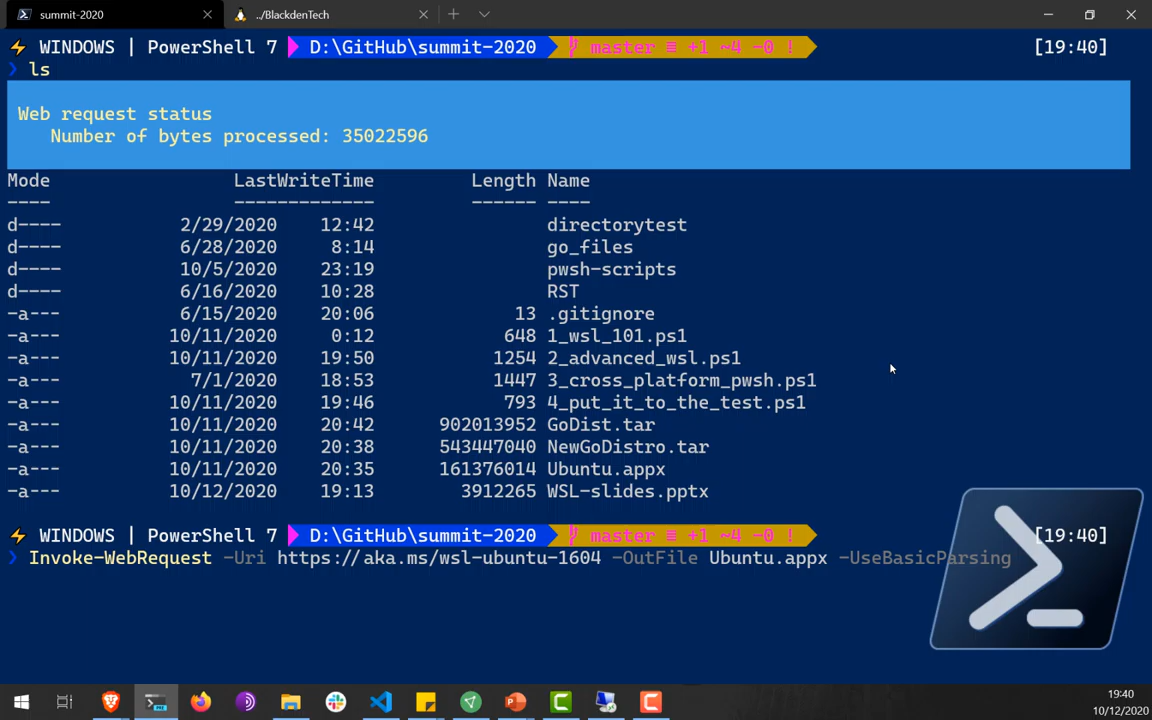 summit-2020
../BlackdenTech
⚡ WINDOWS | PowerShell 7 D:\GitHub\summit-2020 master ≡ +1 ~4 -0 ! [19:40]
❯ ls
Web request status
Number of bytes processed: 35022596
Mode LastWriteTime Length Name
---- ------------- ------ ----
d---- 2/29/2020 12:42 directorytest
d---- 6/28/2020 8:14 go_files
d---- 10/5/2020 23:19 pwsh-scripts
d---- 6/16/2020 10:28 RST
-a--- 6/15/2020 20:06 13 .gitignore
-a--- 10/11/2020 0:12 648 1_wsl_101.ps1
-a--- 10/11/2020 19:50 1254 2_advanced_wsl.ps1
-a--- 7/1/2020 18:53 1447 3_cross_platform_pwsh.ps1
-a--- 10/11/2020 19:46 793 4_put_it_to_the_test.ps1
-a--- 10/11/2020 20:42 902013952 GoDist.tar
-a--- 10/11/2020 20:38 543447040 NewGoDistro.tar
-a--- 10/11/2020 20:35 161376014 Ubuntu.appx
-a--- 10/12/2020 19:13 3912265 WSL-slides.pptx
⚡ WINDOWS | PowerShell 7 D:\GitHub\summit-2020 master ≡ +1 ~4 -0 ! [19:40]
❯ Invoke-WebRequest -Uri https://aka.ms/wsl-ubuntu-1604 -OutFile Ubuntu.appx -UseBasicParsing
19:40
10/12/2020